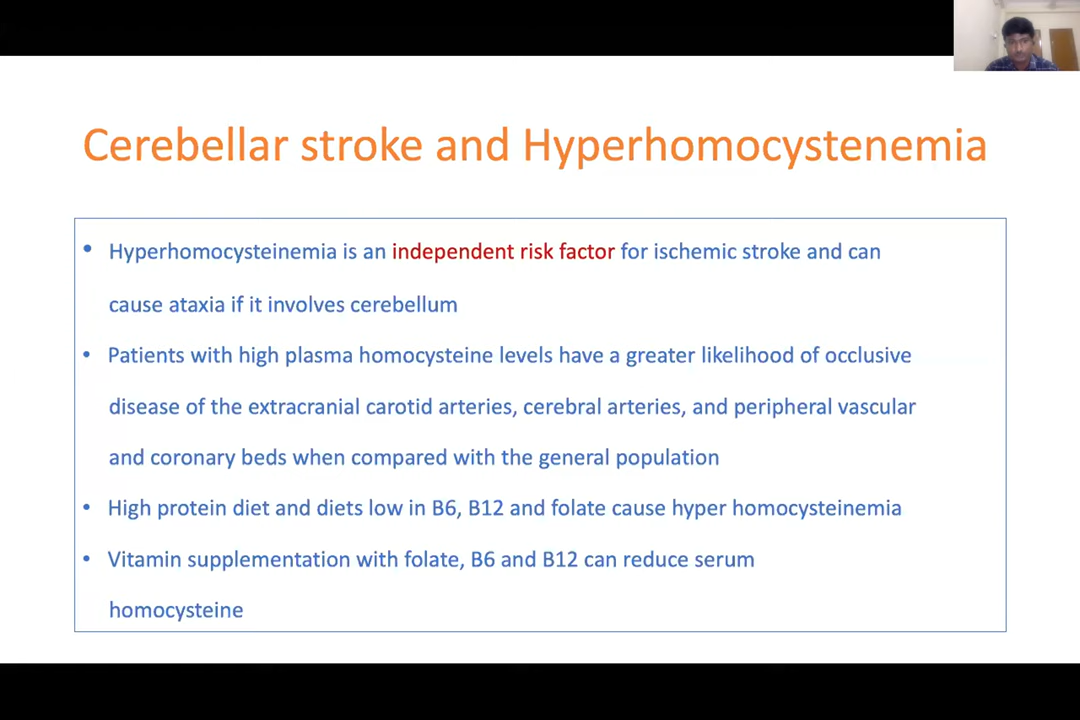 Cerebellar stroke and Hyperhomocystenemia
• Hyperhomocysteinemia is an independent risk factor for ischemic stroke and can
cause ataxia if it involves cerebellum
• Patients with high plasma homocysteine levels have a greater likelihood of occlusive
disease of the extracranial carotid arteries, cerebral arteries, and peripheral vascular
and coronary beds when compared with the general population
• High protein diet and diets low in B6, B12 and folate cause hyper homocysteinemia
• Vitamin supplementation with folate, B6 and B12 can reduce serum
homocysteine